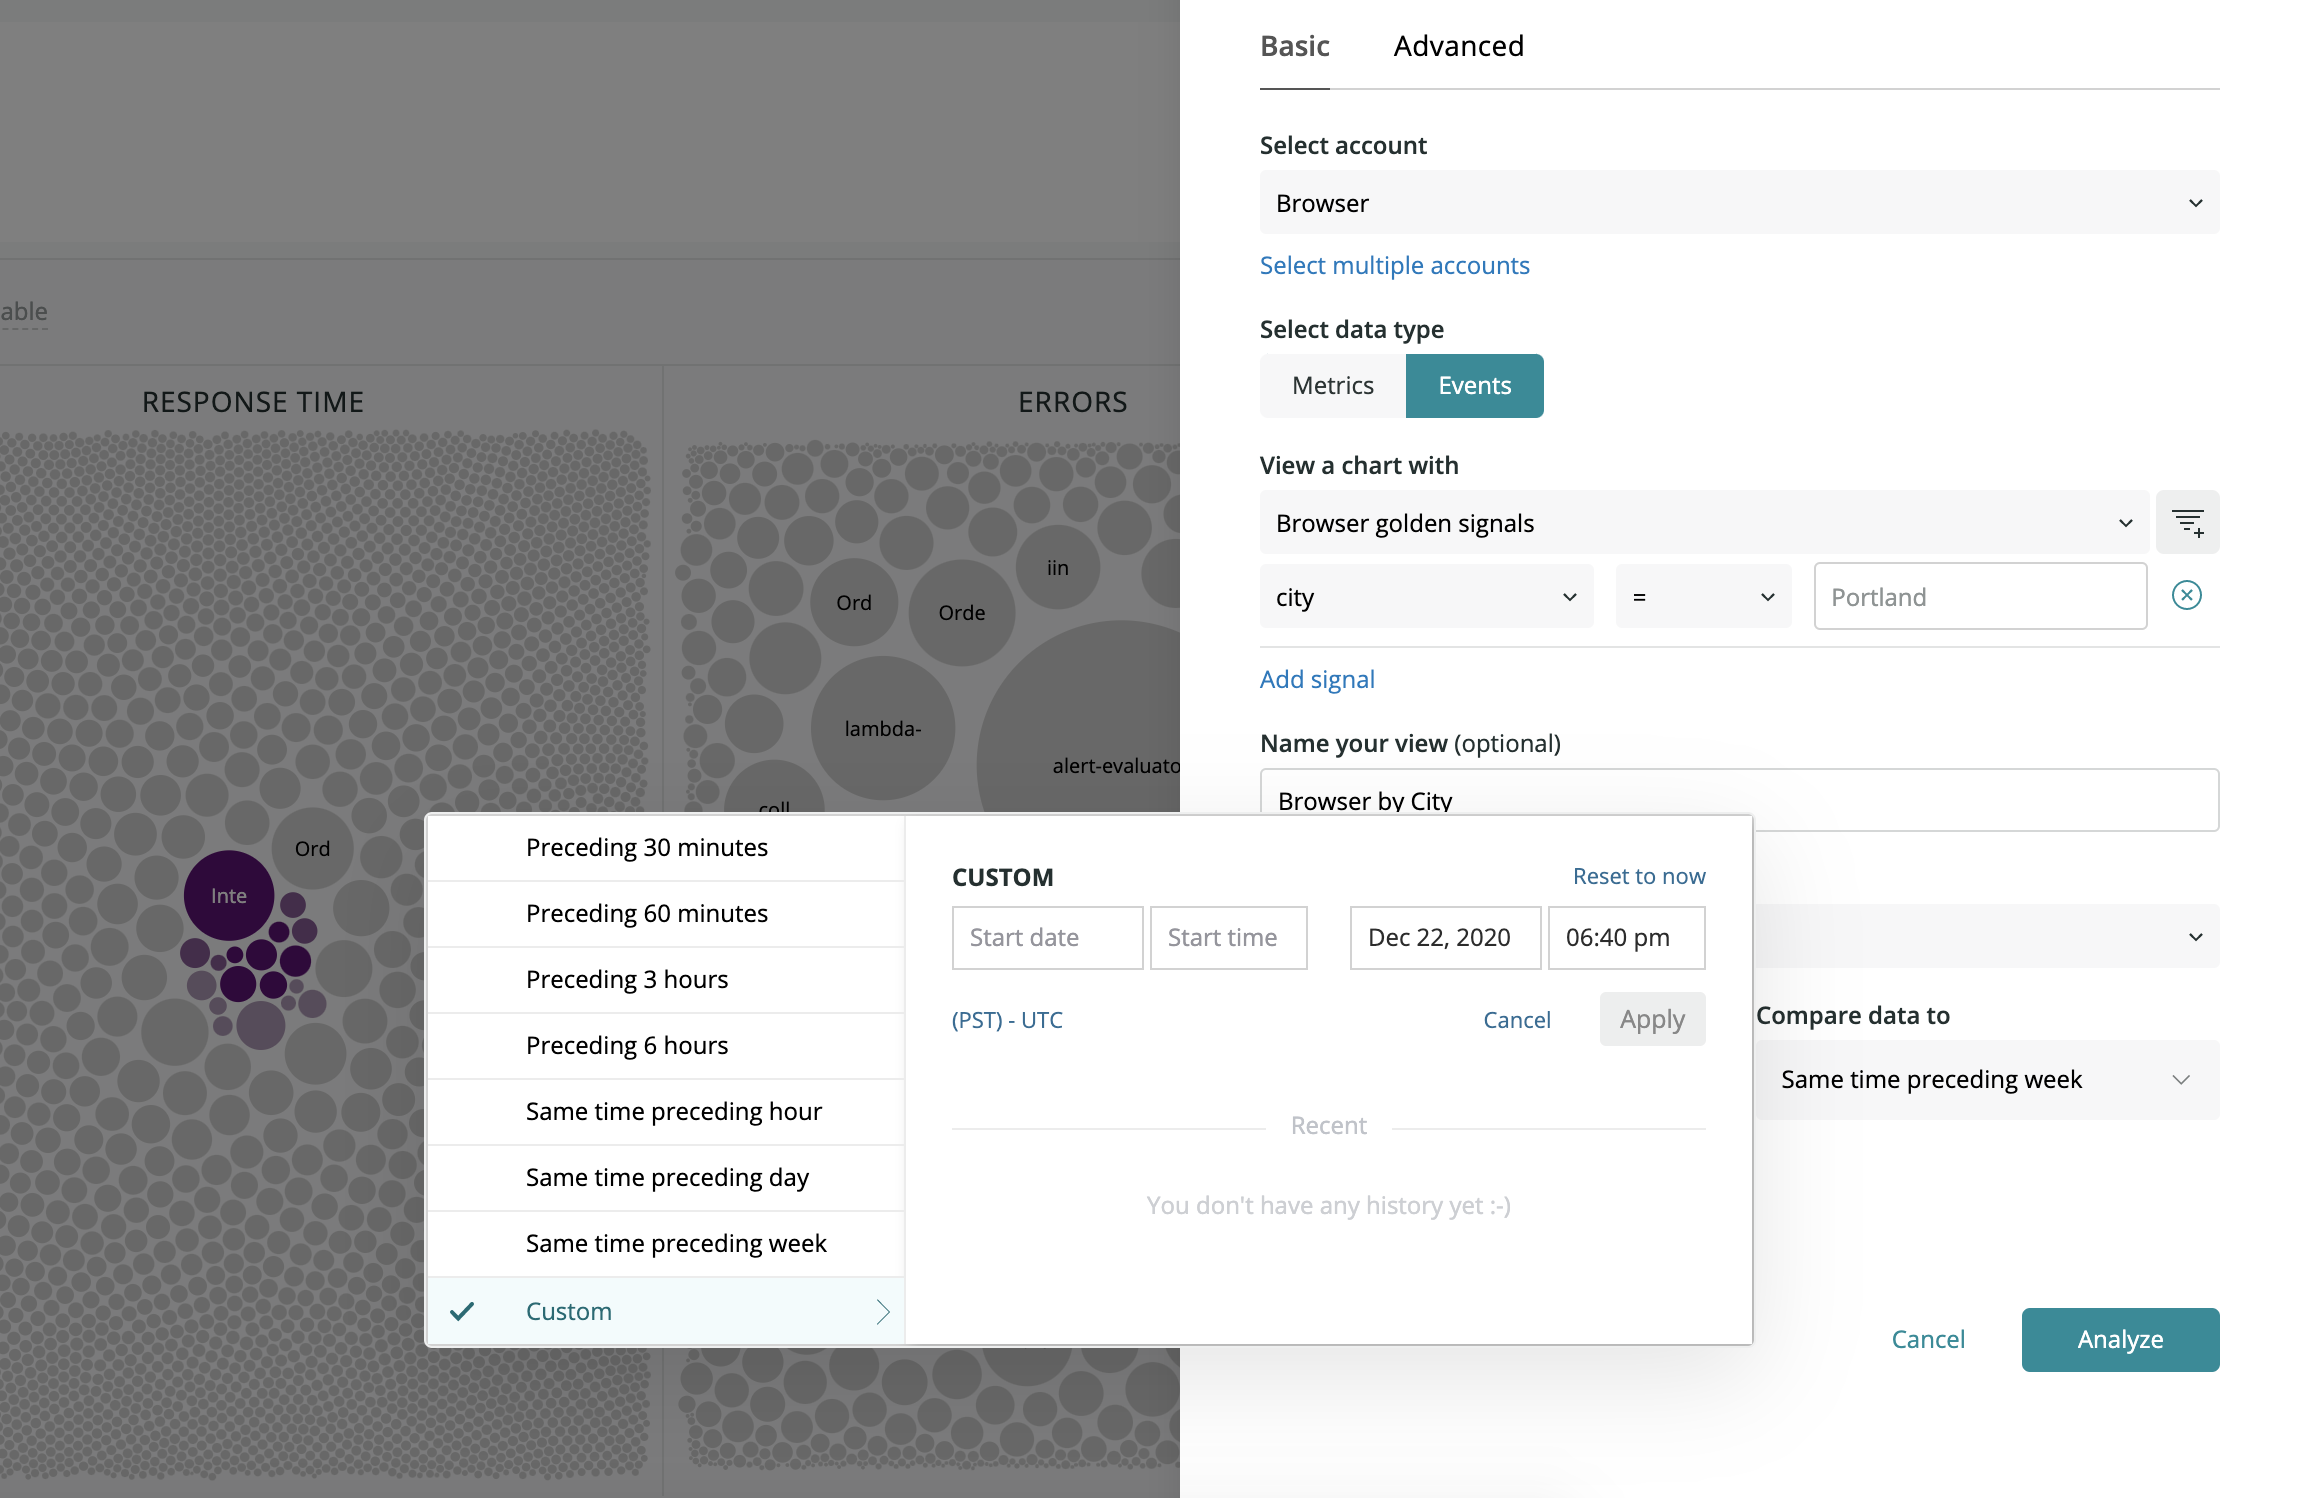 Basic Advanced
Select account
Browser
Select multiple accounts
able
Select data type
Metrics Events
RESPONSE TIME ERRORS
View a chart with
Browser golden signals
iin
Ord Orde
city = Portland
Add signal
lambda-
Name your view (optional)
alert-evaluato
Browser by City
coll
Ord
Inte
Preceding 30 minutes
Preceding 60 minutes
Preceding 3 hours
Preceding 6 hours
Same time preceding hour
Same time preceding day
Same time preceding week
Custom
CUSTOM Reset to now
Start date Start time Dec 22, 2020 06:40 pm
(PST) - UTC Cancel Apply
Recent
You don't have any history yet :-)
Compare data to
Same time preceding week
Cancel Analyze